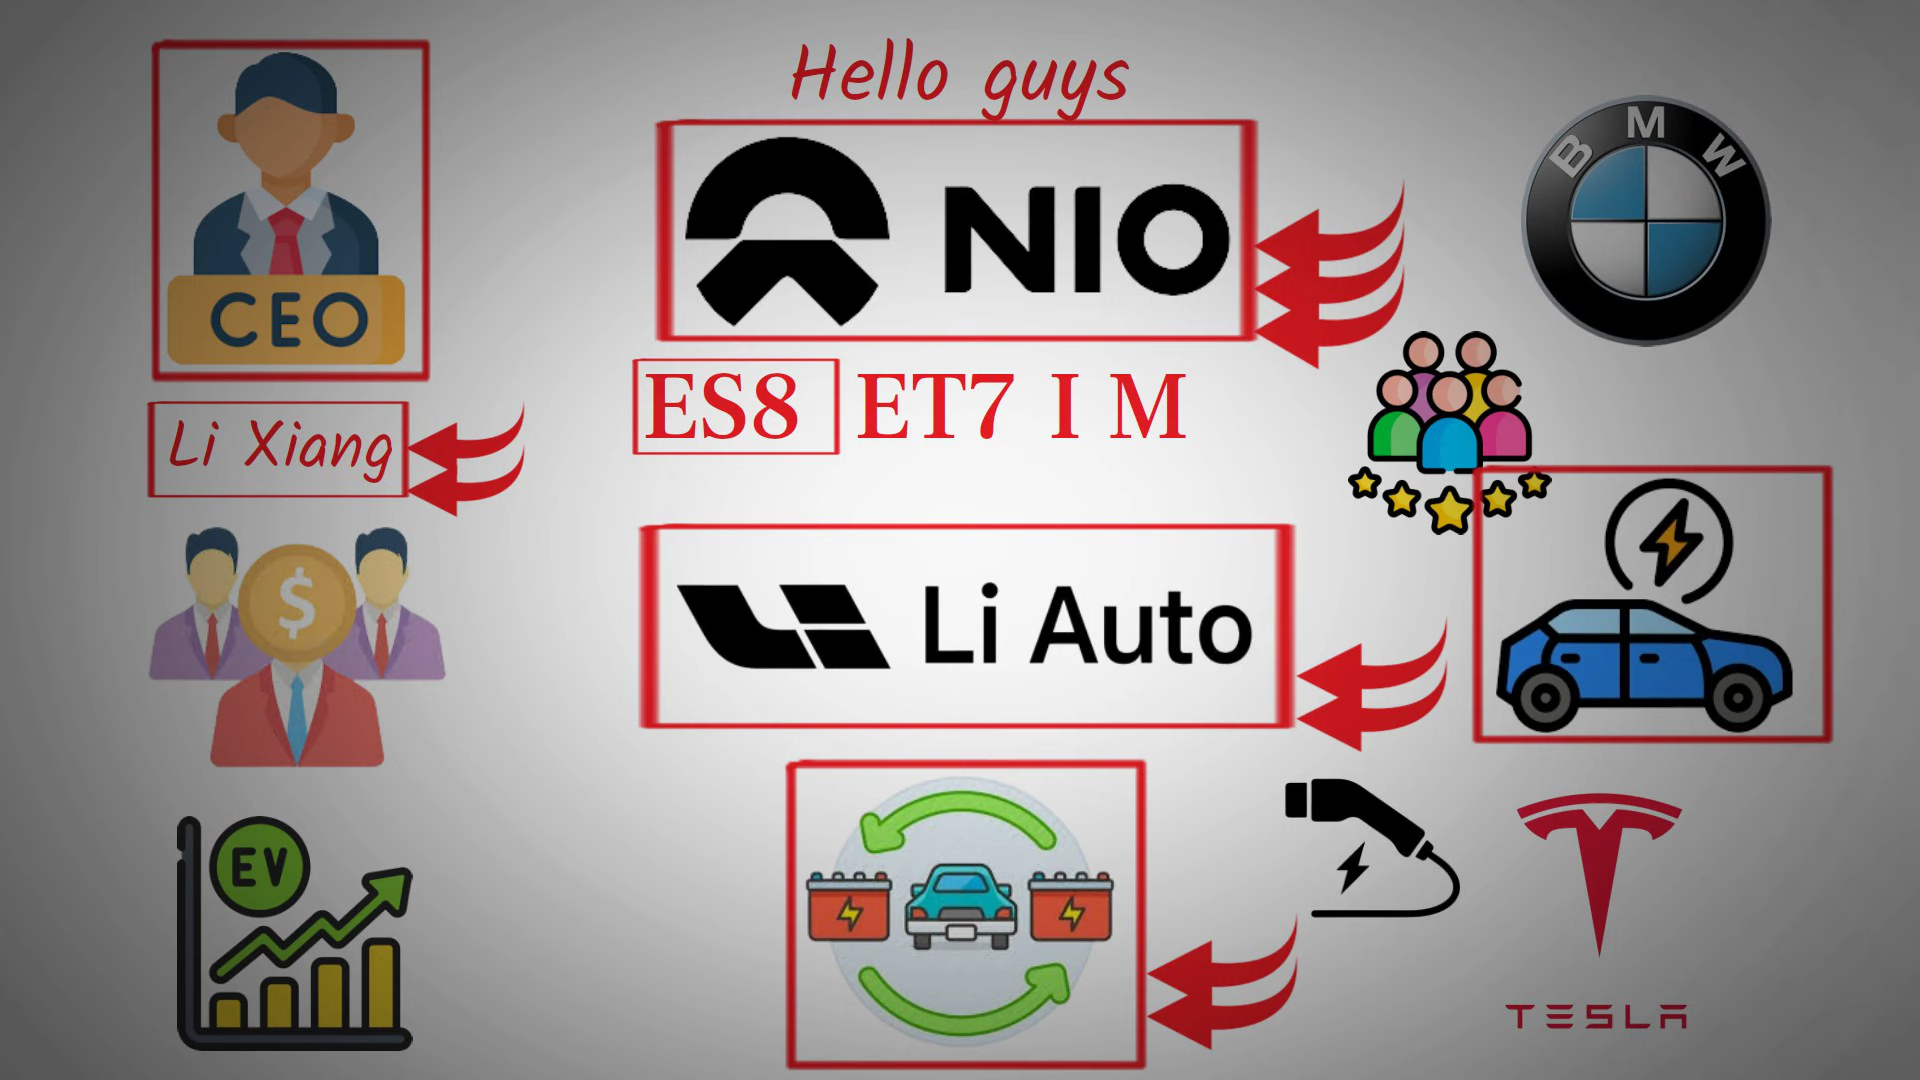 Hello guys
CEO
NIO
BMW
ES8 ET7 I M
Li Xiang
$
Li Auto
EV
TESLA